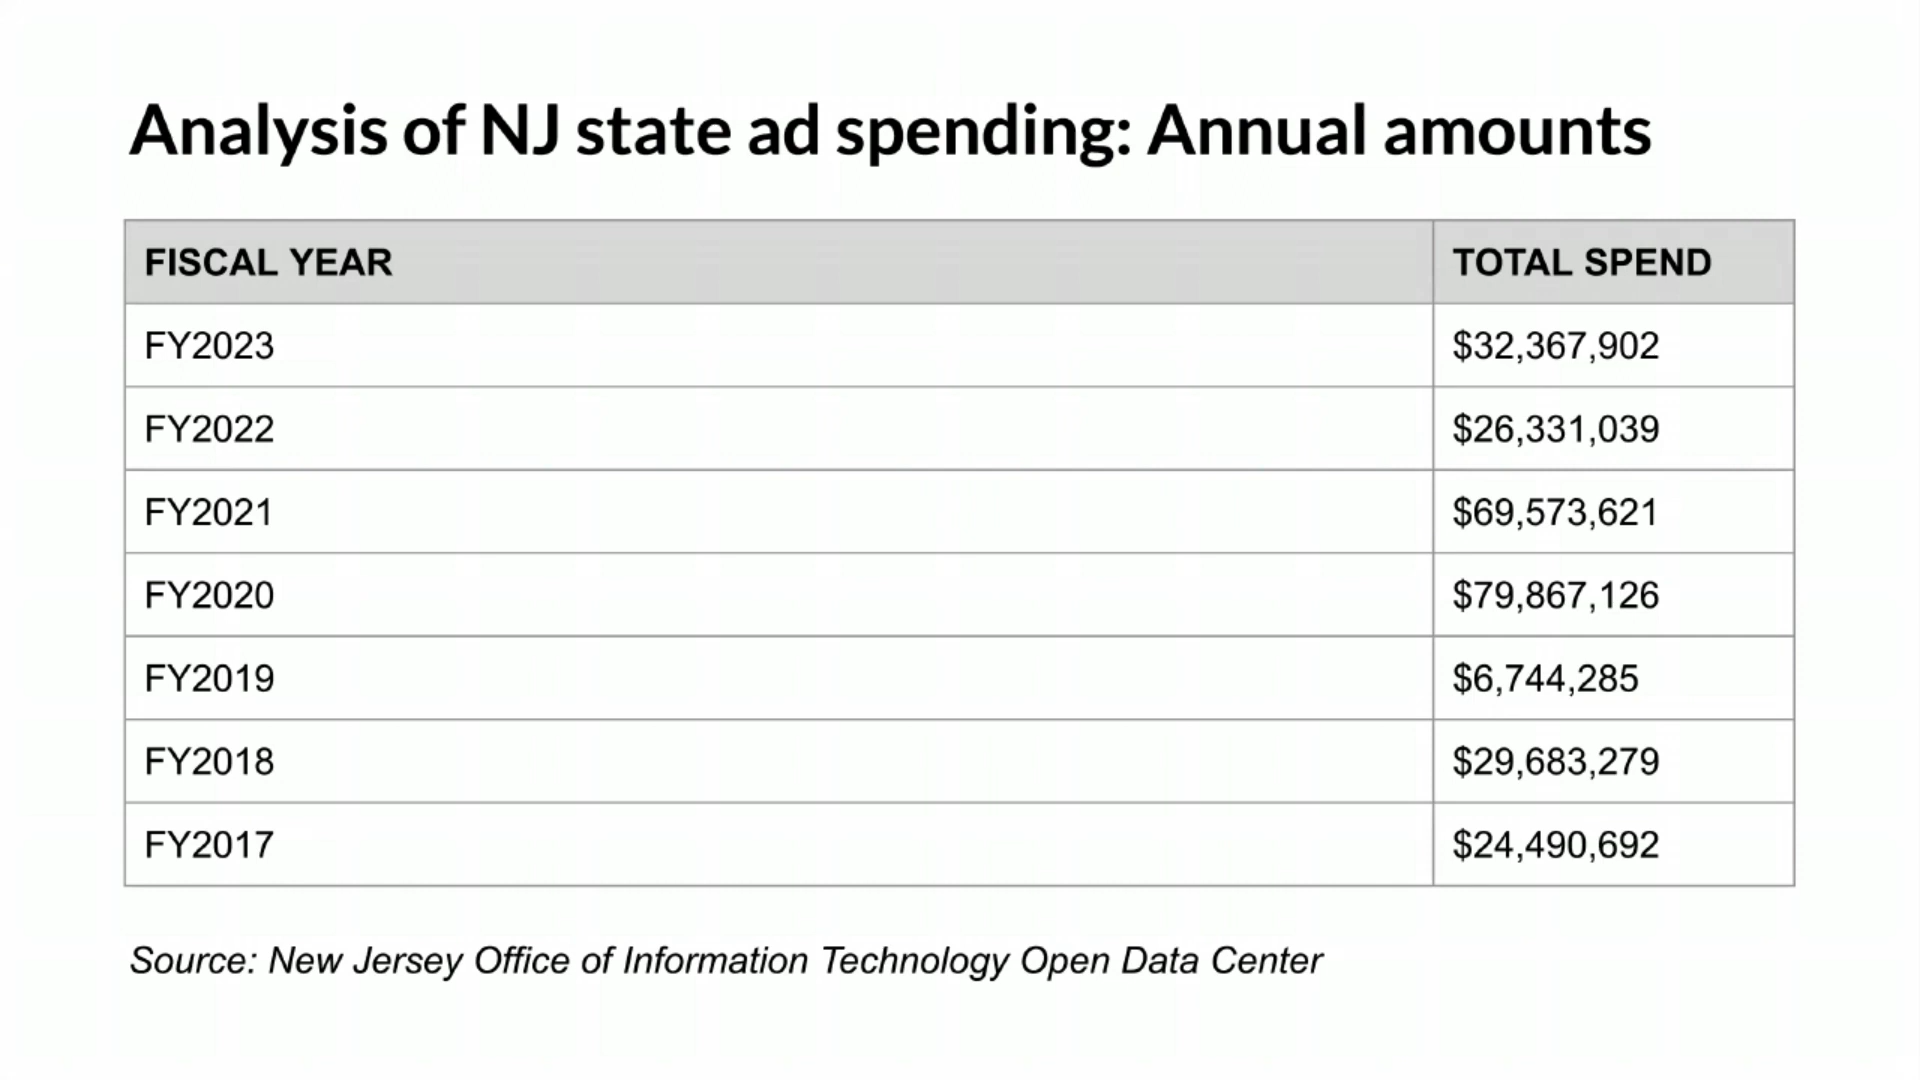 Analysis of NJ state ad spending: Annual amounts
FISCAL YEAR TOTAL SPEND
FY2023 $32,367,902
FY2022 $26,331,039
FY2021 $69,573,621
FY2020 $79,867,126
FY2019 $6,744,285
FY2018 $29,683,279
FY2017 $24,490,692
Source: New Jersey Office of Information Technology Open Data Center